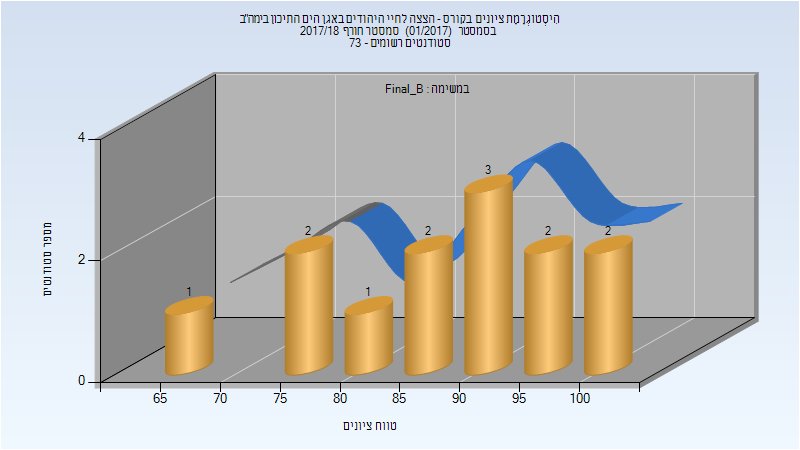 היסטוגרמת ציונים בקורס - הצצה לחיי היהודים באגן הים התיכון בימה"ב
בסמסטר (01/2017) סמסטר חורף 2017/18
סטודנטים רשומים - 73
במשימה : Final_B
מספר סטודנטים
4
2
0
1
2
1
2
3
2
2
65 70 75 80 85 90 95 100
טווח ציונים